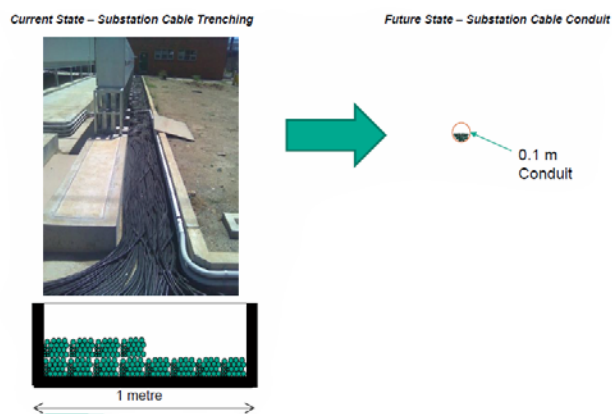 Current State – Substation Cable Trenching
Future State – Substation Cable Conduit
0.1 m
Conduit
1 metre